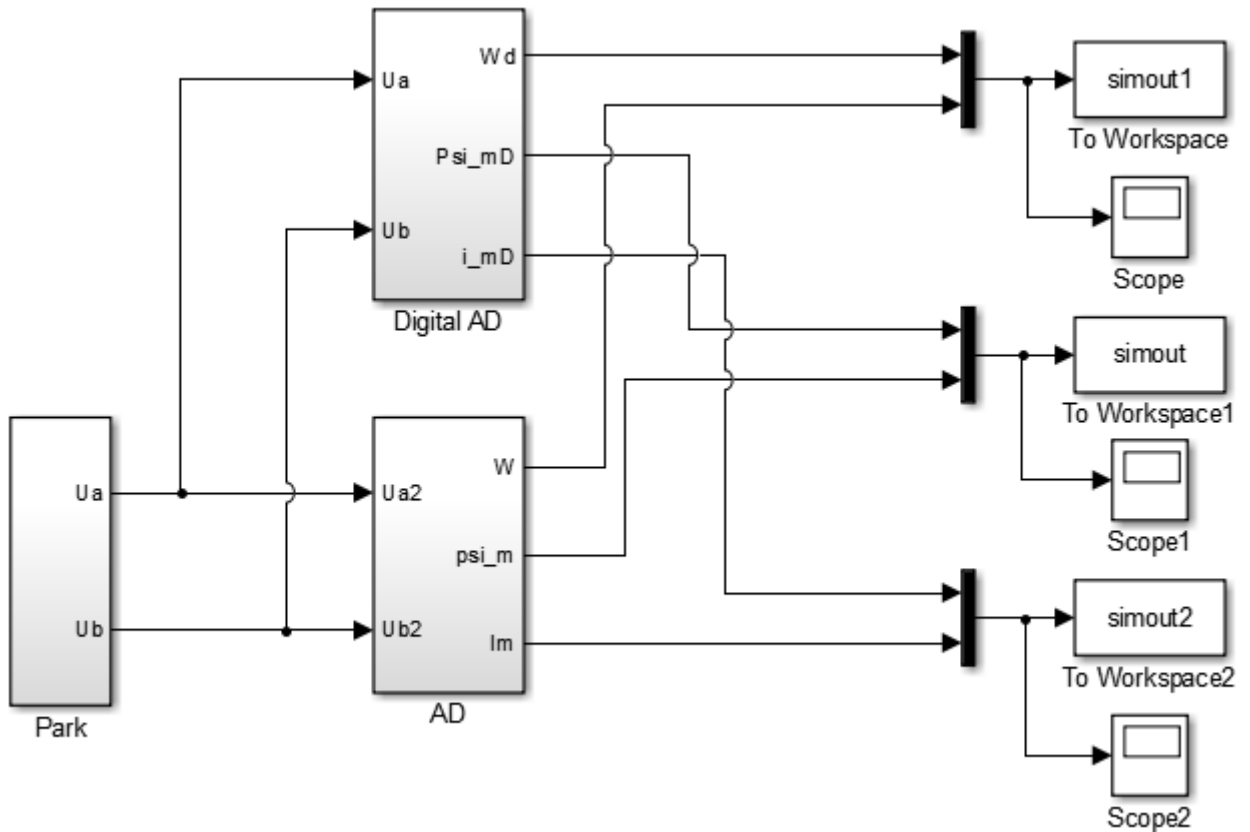 Ua
Ub
Wd
Psi_mD
i_mD
Digital AD
Ua
Ub
Park
Ua2
Ub2
W
psi_m
Im
AD
simout1
To Workspace
Scope
simout
To Workspace1
Scope1
simout2
To Workspace2
Scope2